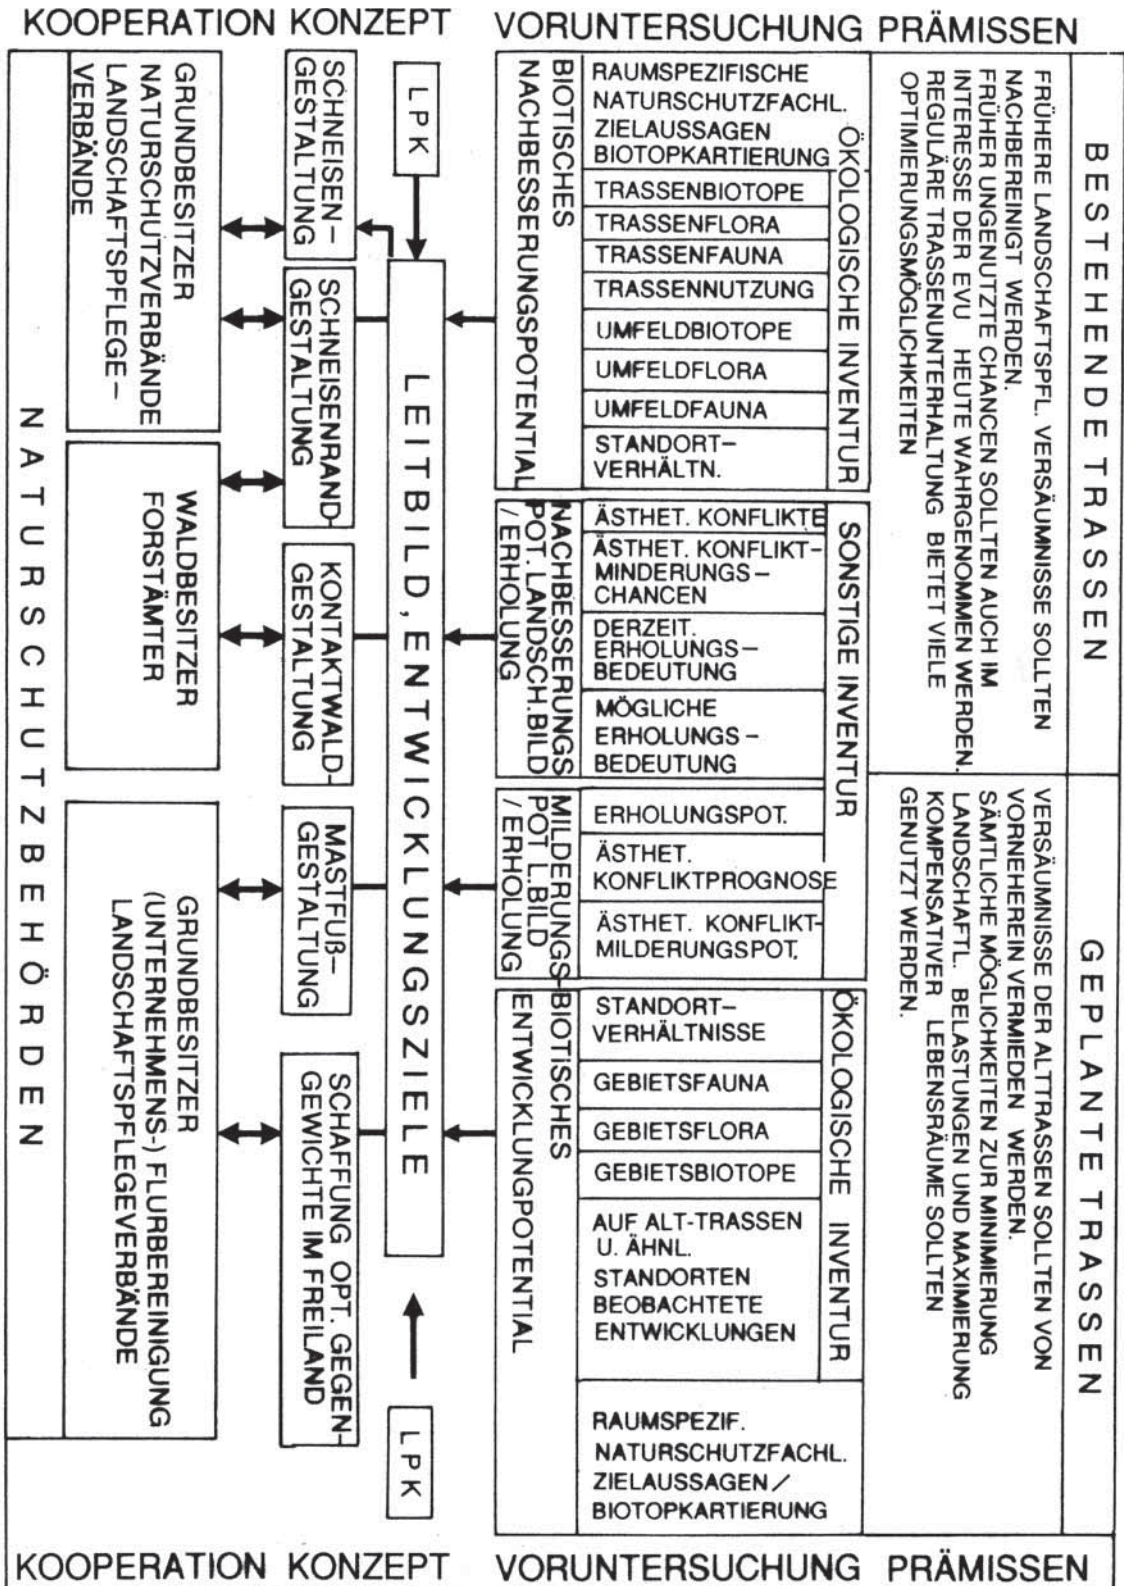 KOOPERATION KONZEPT VORUNTERSUCHUNG PRÄMISSEN
BESTEHENDE TRASSEN
FRÜHERE LANDSCHAFTSPFL. VERSÄUMNISSE SOLLTEN
NACHBEREINIGT WERDEN.
FRÜHER UNGENUTZTE CHANCEN SOLLTEN AUCH IM
INTERESSE DER EVU HEUTE WAHRGENOMMEN WERDEN.
REGULÄRE TRASSENUNTERHALTUNG BIETET VIELE
OPTIMIERUNGSMÖGLICHKEITEN
GEPLANTE TRASSEN
VERSÄUMNISSE DER ALTTRASSEN SOLLTEN VON
VORNEHEREIN VERMIEDEN WERDEN.
SÄMTLICHE MÖGLICHKEITEN ZUR MINIMIERUNG
LANDSCHAFTL. BELASTUNGEN UND MAXIMIERUNG
KOMPENSATIVER LEBENSRÄUME SOLLTEN
GENUTZT WERDEN.
ÖKOLOGISCHE INVENTUR
RAUMSPEZIFISCHE
NATURSCHUTZFACHL.
ZIELAUSSAGEN
BIOTOPKARTIERUNG
TRASSENBIOTOPE
TRASSENFLORA
TRASSENFAUNA
TRASSENNUTZUNG
UMFELDBIOTOPE
UMFELDFLORA
UMFELDFAUNA
STANDORT–
VERHÄLTN.
BIOTISCHES
NACHBESSERUNGSPOTENTIAL
SONSTIGE INVENTUR
ÄSTHET. KONFLIKTE
ÄSTHET. KONFLIKT–
MINDERUNGS–
CHANCEN
DERZEIT.
ERHOLUNGS–
BEDEUTUNG
MÖGLICHE
ERHOLUNGS –
BEDEUTUNG
NACHBESSERUNGS
POT. LANDSCH.BILD
/ ERHOLUNG
ERHOLUNGSPOT.
ÄSTHET.
KONFLIKTPROGNOSE
ÄSTHET. KONFLIKT–
MILDERUNGSPOT.
MILDERUNGS–
POT L.BILD
/ERHOLUNG
ÖKOLOGISCHE INVENTUR
STANDORT–
VERHÄLTNISSE
GEBIETSFAUNA
GEBIETSFLORA
GEBIETSBIOTOPE
AUF ALT-TRASSEN
U. ÄHNL.
STANDORTEN
BEOBACHTETE
ENTWICKLUNGEN
RAUMSPEZIF.
NATURSCHUTZFACHL.
ZIELAUSSAGEN /
BIOTOPKARTIERUNG
BIOTISCHES
ENTWICKLUNGPOTENTIAL
LPK
LEITBILD, ENTWICKLUNGSZIELE
LPK
SCHNEISEN–
GESTALTUNG
SCHNEISENRAND–
GESTALTUNG
KONTAKTWALD–
GESTALTUNG
MASTFUß–
GESTALTUNG
SCHAFFUNG OPT. GEGEN–
GEWICHTE IM FREILAND
GRUNDBESITZER
NATURSCHUTZVERBÄNDE
LANDSCHAFTSPFLEGE–
VERBÄNDE
WALDBESITZER
FORSTÄMTER
GRUNDBESITZER
(UNTERNEHMENS-) FLURBEREINIGUNG
LANDSCHAFTSPFLEGEVERBÄNDE
NATURSCHUTZBEHÖRDEN
KOOPERATION KONZEPT VORUNTERSUCHUNG PRÄMISSEN